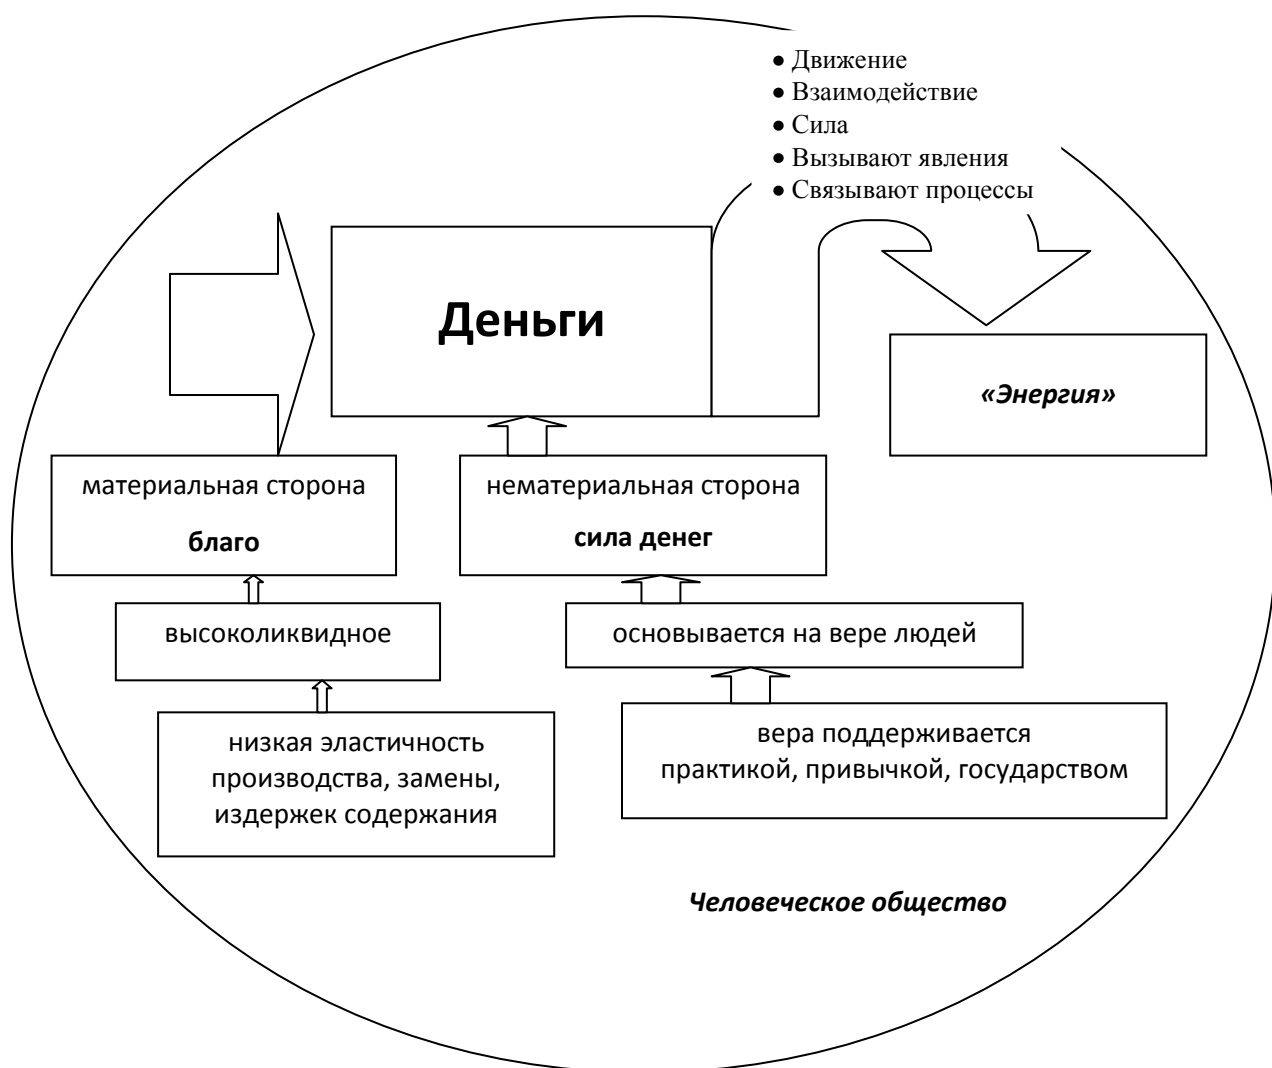 • Движение
• Взаимодействие
• Сила
• Вызывают явления
• Связывают процессы
Деньги
«Энергия»
материальная сторона
благо
нематериальная сторона
сила денег
высоколиквидное
основывается на вере людей
низкая эластичность
производства, замены,
издержек содержания
вера поддерживается
практикой, привычкой, государством
Человеческое общество